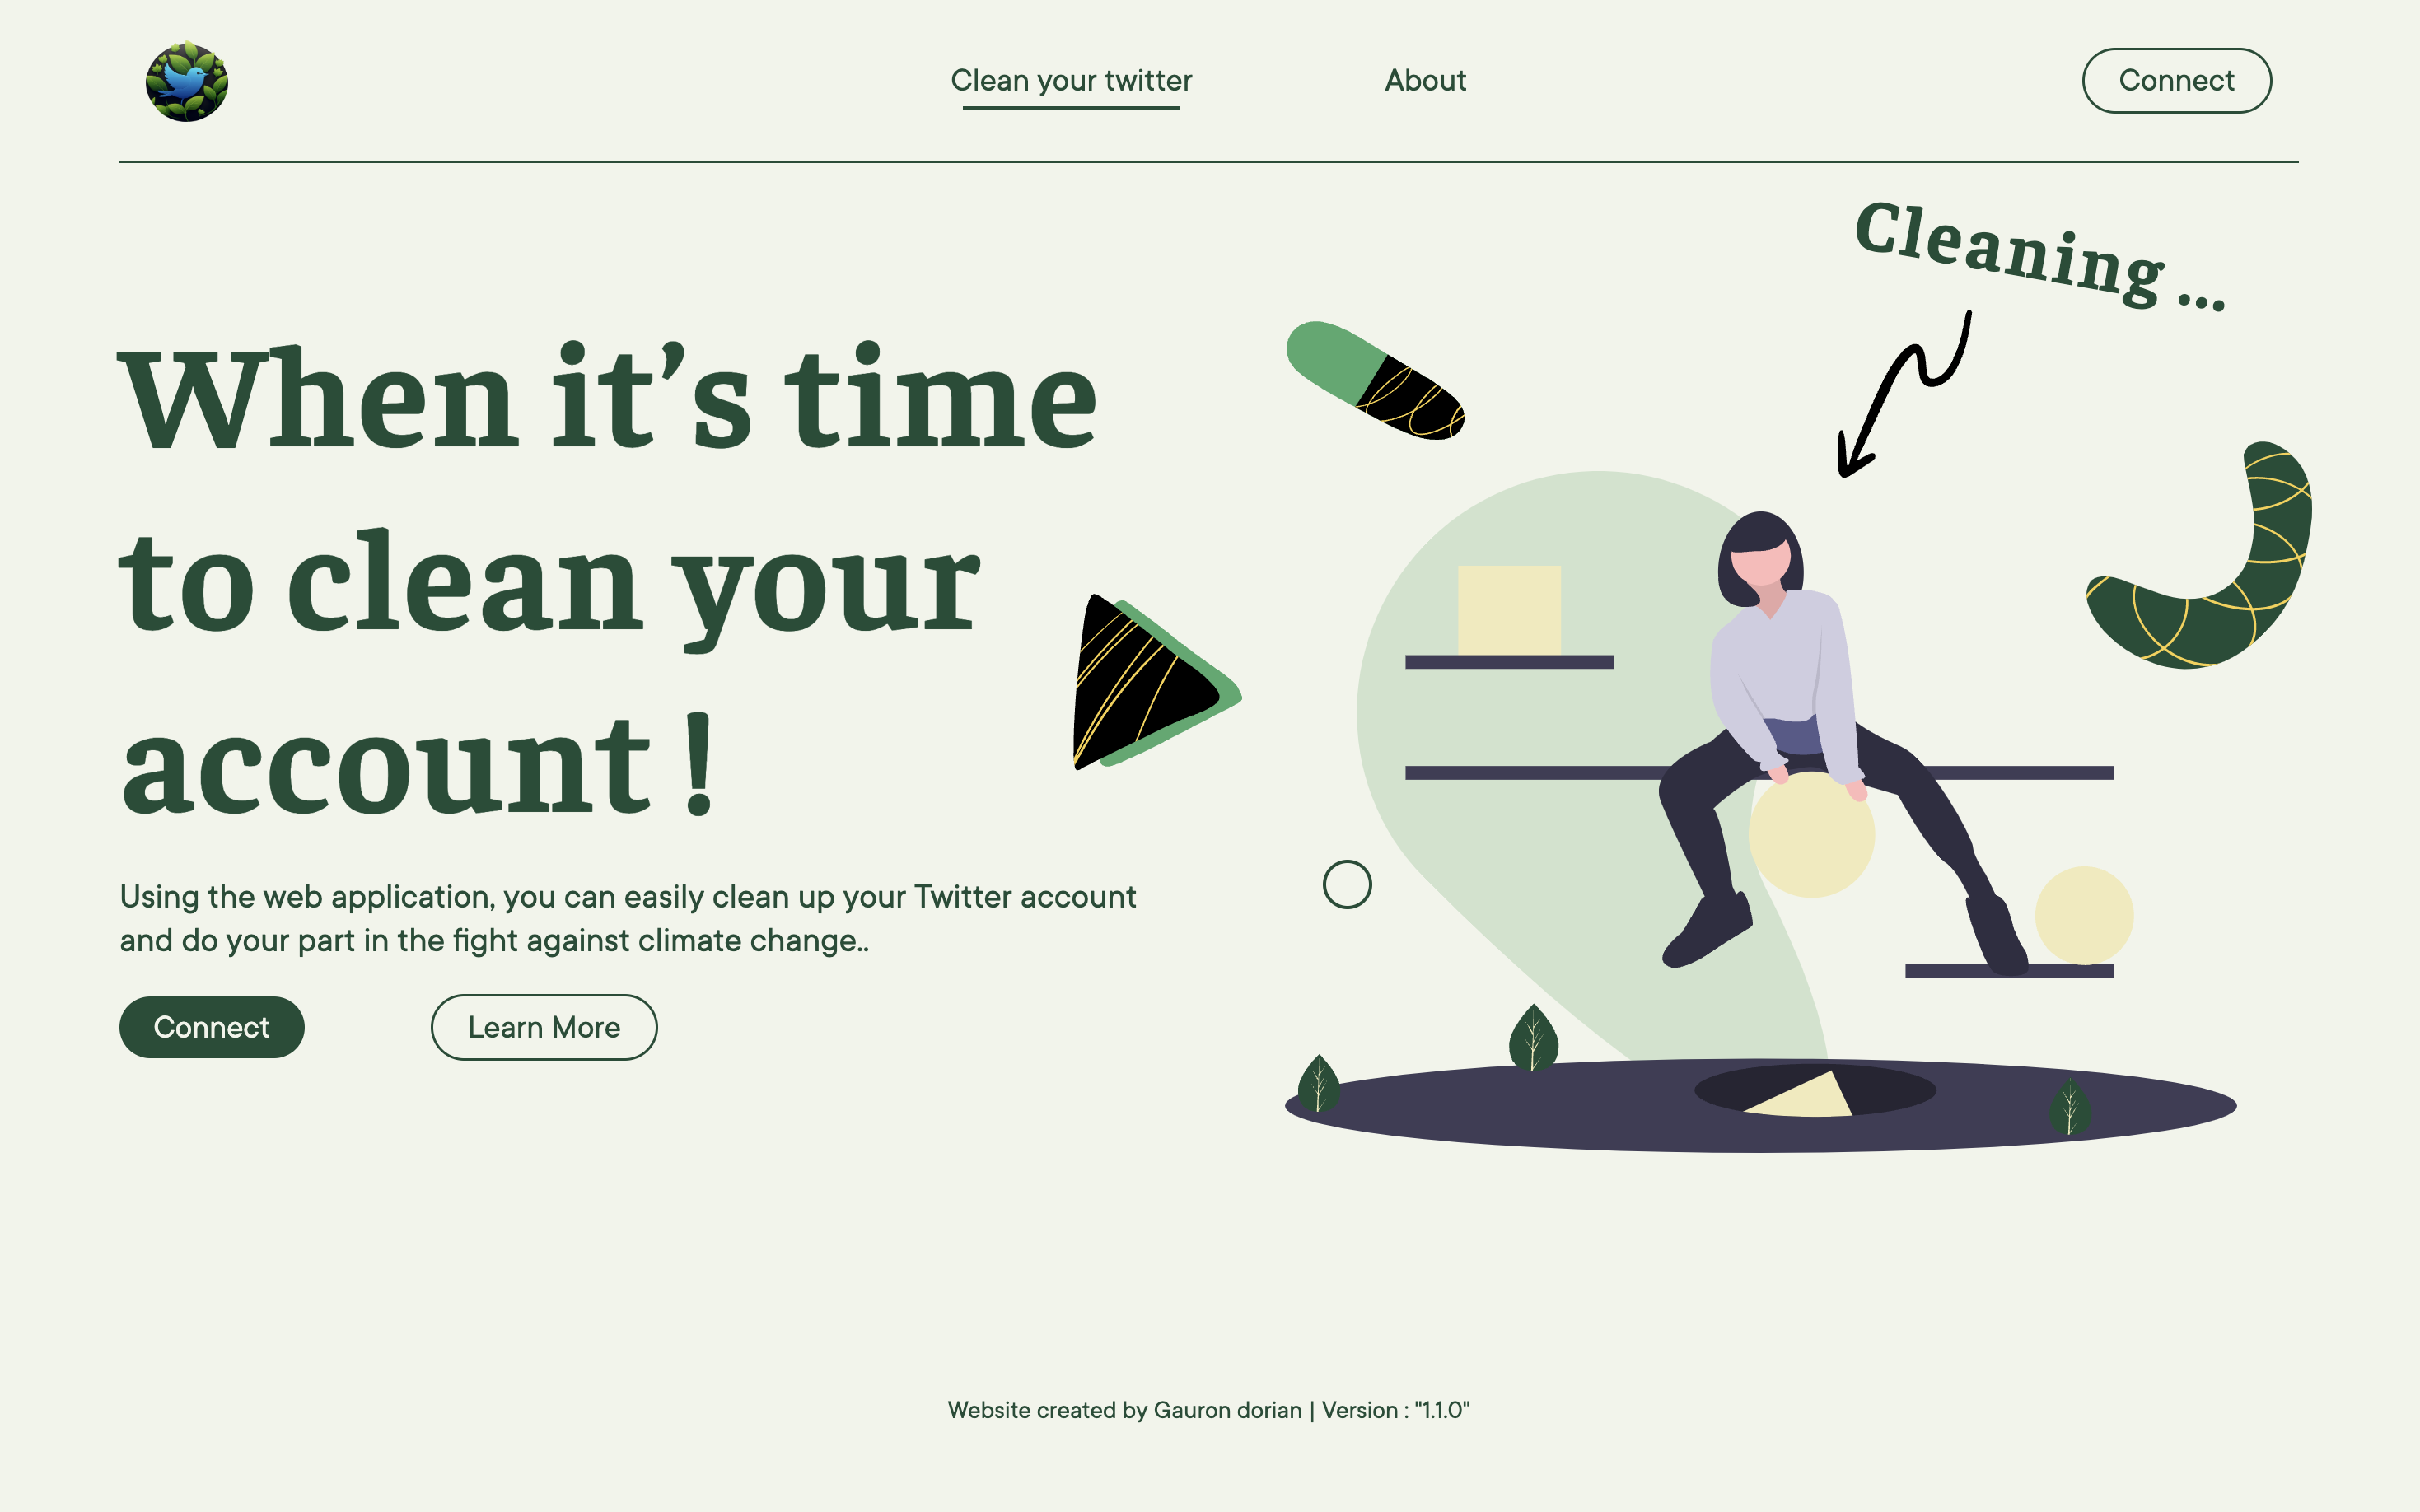 Clean your twitter
About
Connect
Cleaning ...
When it’s time
to clean your
account !
Using the web application, you can easily clean up your Twitter account
and do your part in the fight against climate change..
Connect
Learn More
Website created by Gauron dorian | Version : "1.1.0"